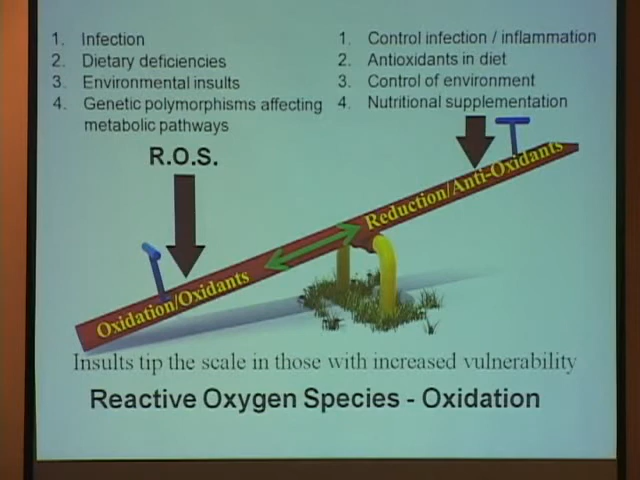 1. Infection
2. Dietary deficiencies
3. Environmental insults
4. Genetic polymorphisms affecting
metabolic pathways
1. Control infection / inflammation
2. Antioxidants in diet
3. Control of environment
4. Nutritional supplementation
R.O.S.
Reduction/Anti-Oxidants
Oxidation/Oxidants
Insults tip the scale in those with increased vulnerability
Reactive Oxygen Species - Oxidation